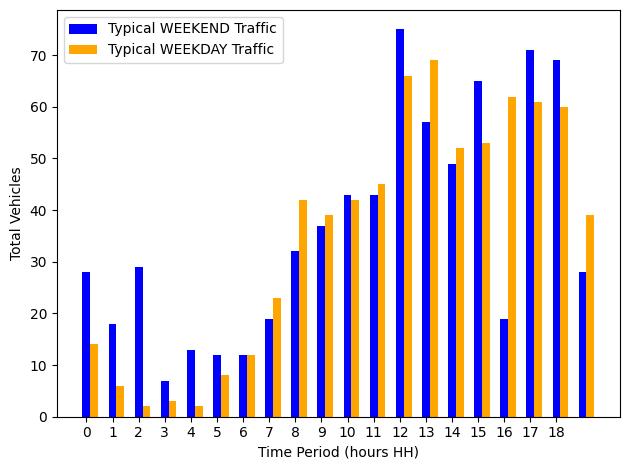 Typical WEEKEND Traffic
Typical WEEKDAY Traffic
70
60
50
40
30
20
10
0
Total Vehicles
0 1 2 3 4 5 6 7 8 9 10 11 12 13 14 15 16 17 18
Time Period (hours HH)